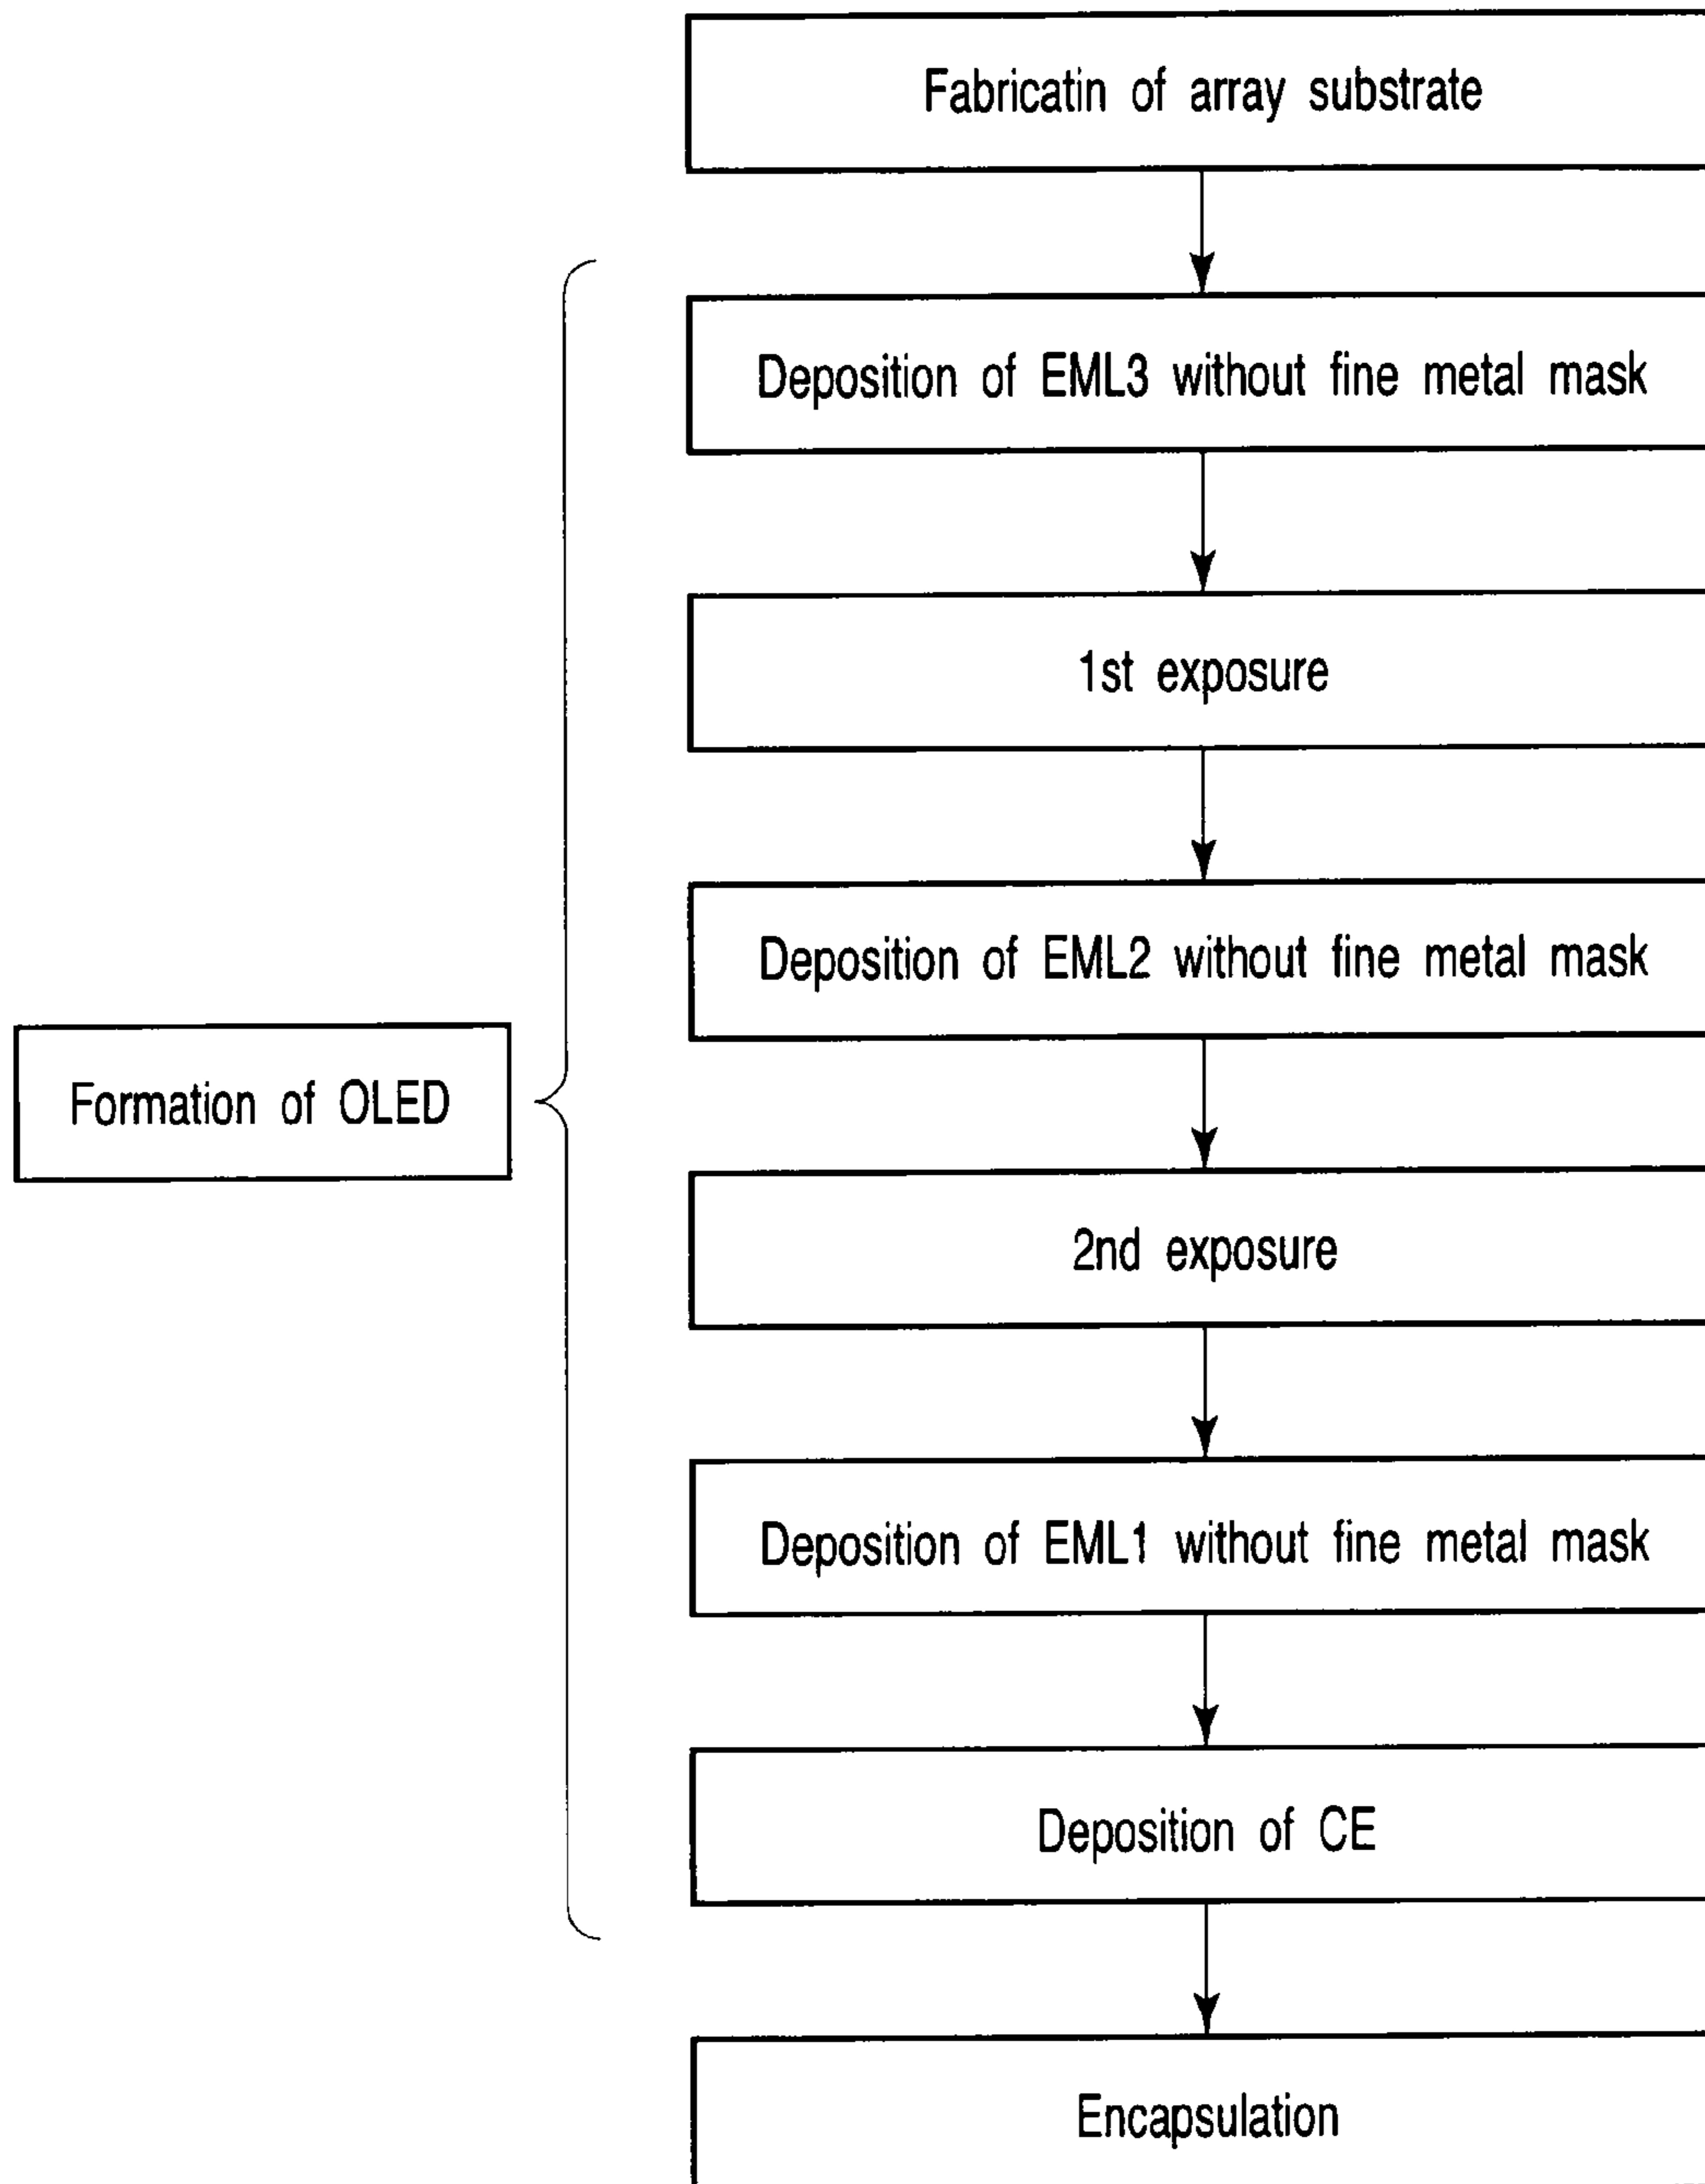 Fabricatin of array substrate
Deposition of EML3 without fine metal mask
1st exposure
Deposition of EML2 without fine metal mask
Formation of OLED
2nd exposure
Deposition of EML1 without fine metal mask
Deposition of CE
Encapsulation